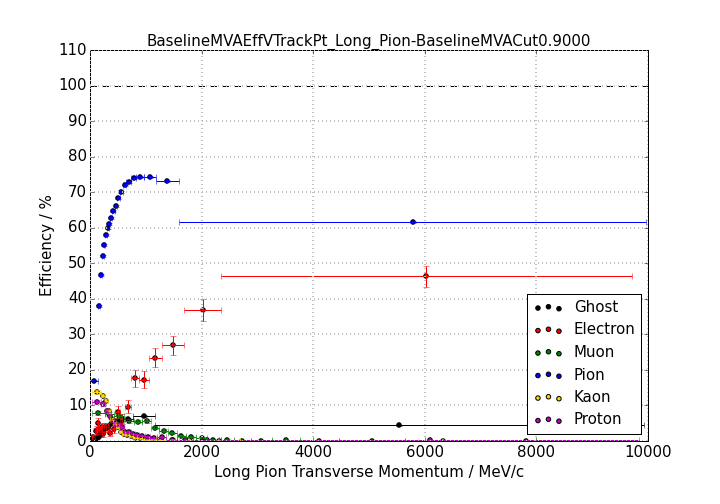 BaselineMVAEffVTrackPt_Long_Pion-BaselineMVACut0.9000
110
100
90
80
70
60
50
40
30
20
10
0
Efficiency / %
Ghost
Electron
Muon
Pion
Kaon
Proton
0 2000 4000 6000 8000 10000
Long Pion Transverse Momentum / MeV/c